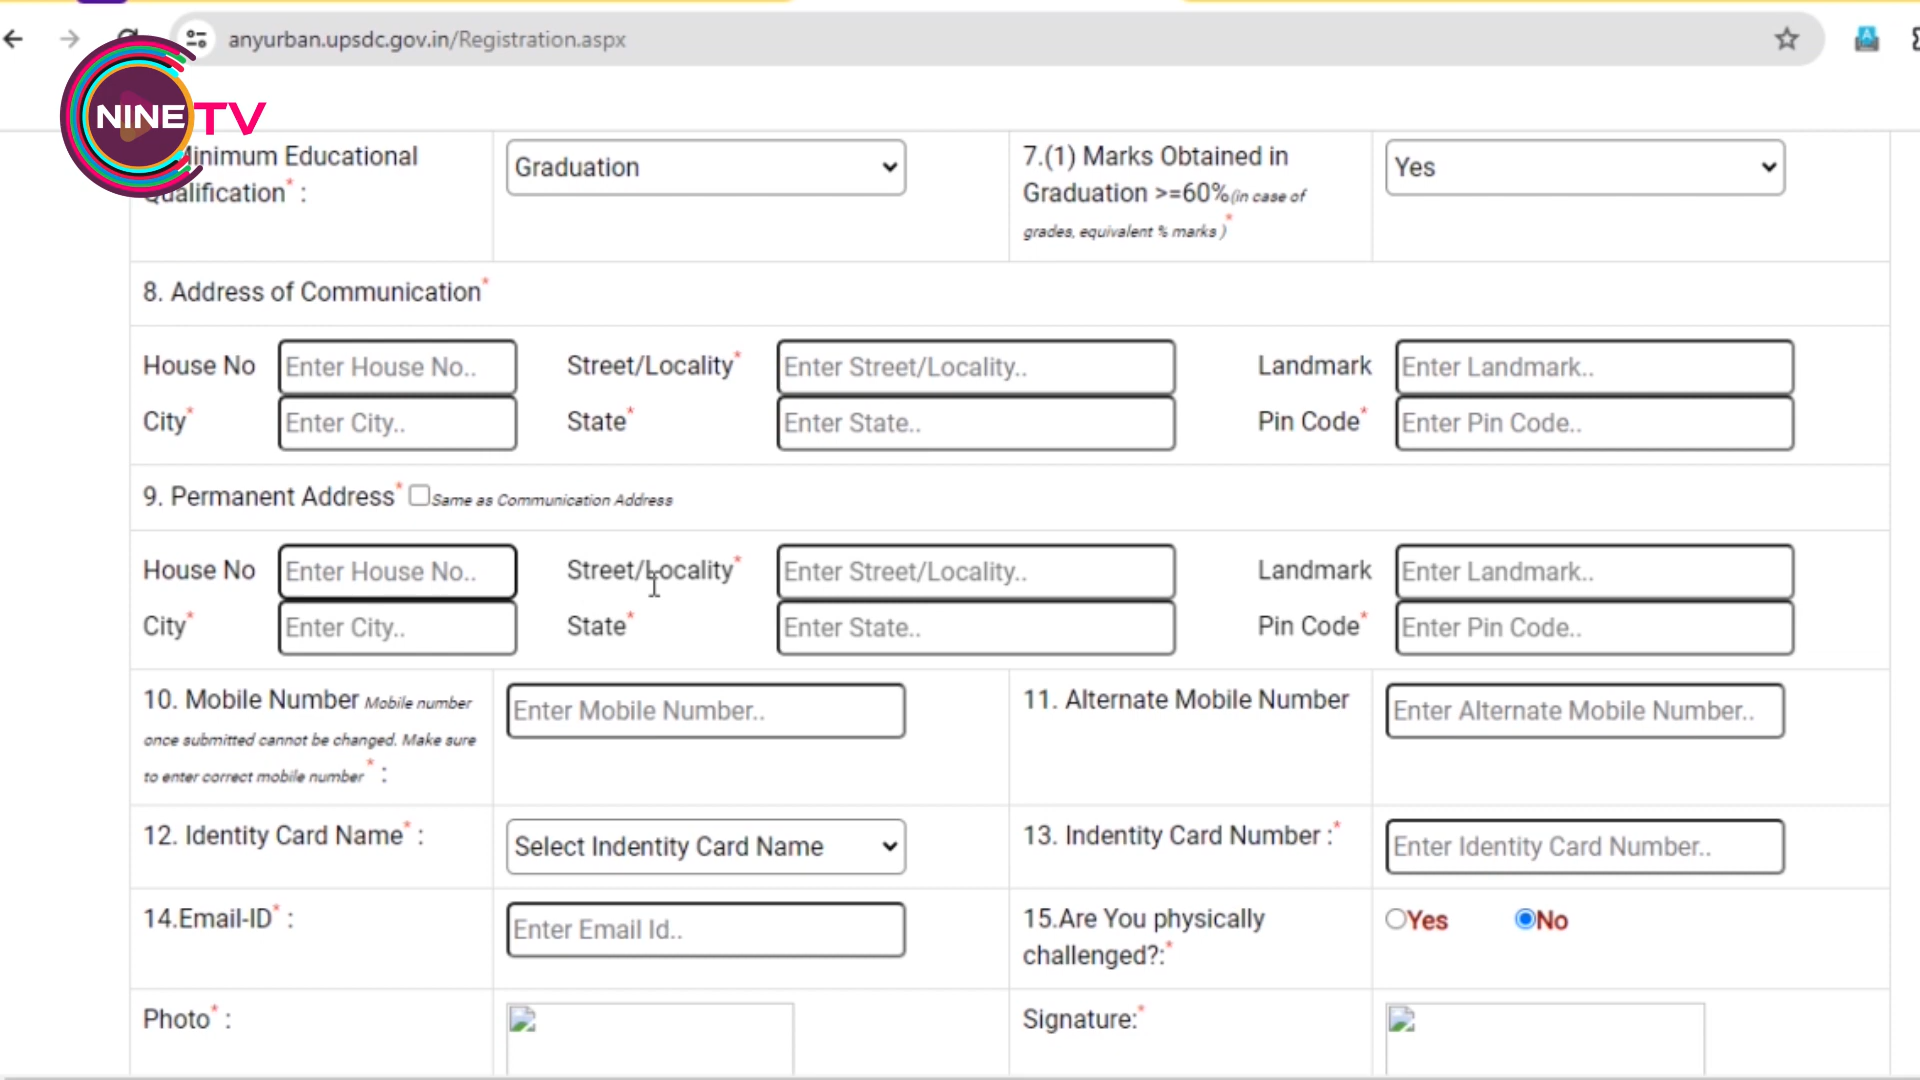 anyurban.upsdc.gov.in/Registration.aspx
NINE TV
Minimum Educational
Qualification* :
Graduation
7.(1) Marks Obtained in
Graduation >=60%(in case of
grades, equivalent % marks )*
Yes
8. Address of Communication*
House No
Enter House No..
Street/Locality*
Enter Street/Locality..
Landmark
Enter Landmark..
City*
Enter City..
State*
Enter State..
Pin Code*
Enter Pin Code..
9. Permanent Address* Same as Communication Address
House No
Enter House No..
Street/Locality*
Enter Street/Locality..
Landmark
Enter Landmark..
City*
Enter City..
State*
Enter State..
Pin Code*
Enter Pin Code..
10. Mobile Number Mobile number
once submitted cannot be changed. Make sure
to enter correct mobile number* :
Enter Mobile Number..
11. Alternate Mobile Number
Enter Alternate Mobile Number..
12. Identity Card Name* :
Select Indentity Card Name
13. Indentity Card Number :*
Enter Identity Card Number..
14.Email-ID* :
Enter Email Id..
15.Are You physically
challenged?:*
Yes
No
Photo* :
Signature:*